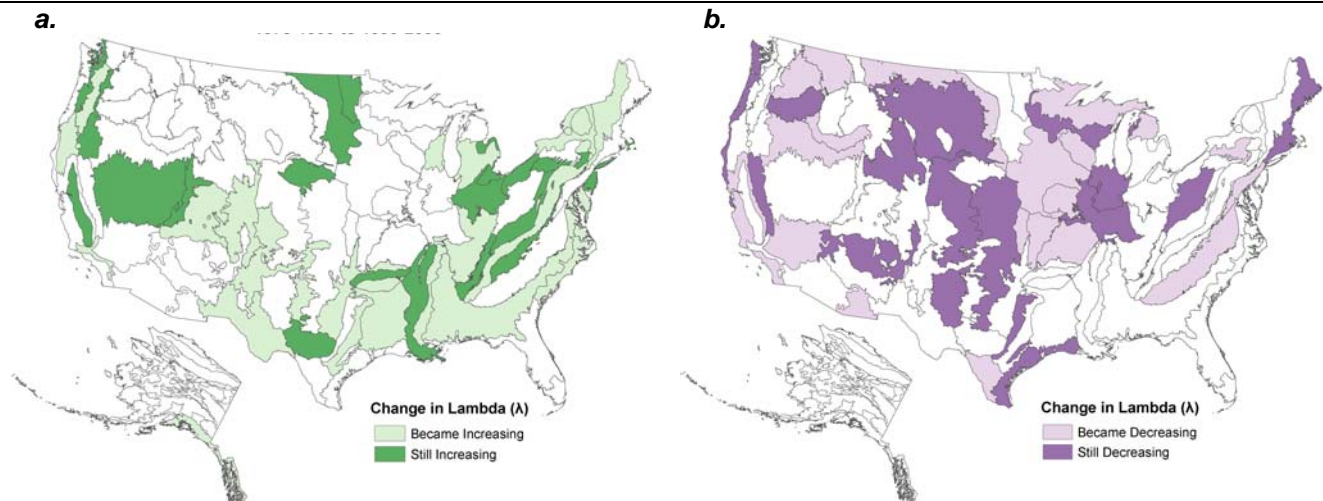 a.
b.
Change in Lambda (λ)
Became Increasing
Still Increasing
Change in Lambda (λ)
Became Decreasing
Still Decreasing